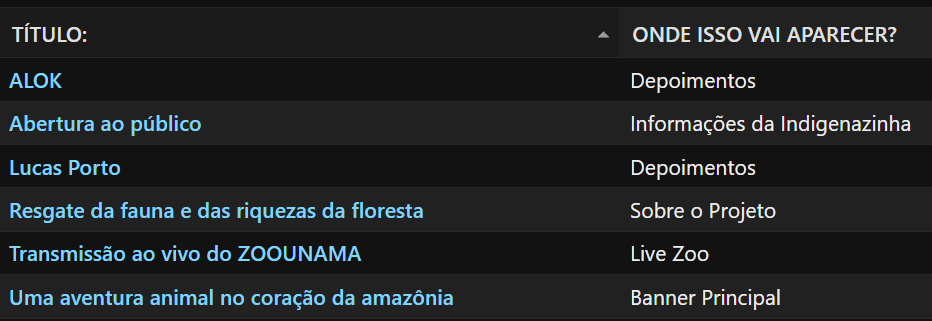 TÍTULO: ONDE ISSO VAI APARECER?
ALOK Depoimentos
Abertura ao público Informações da Indigenazinha
Lucas Porto Depoimentos
Resgate da fauna e das riquezas da floresta Sobre o Projeto
Transmissão ao vivo do ZOOUNAMA Live Zoo
Uma aventura animal no coração da amazônia Banner Principal